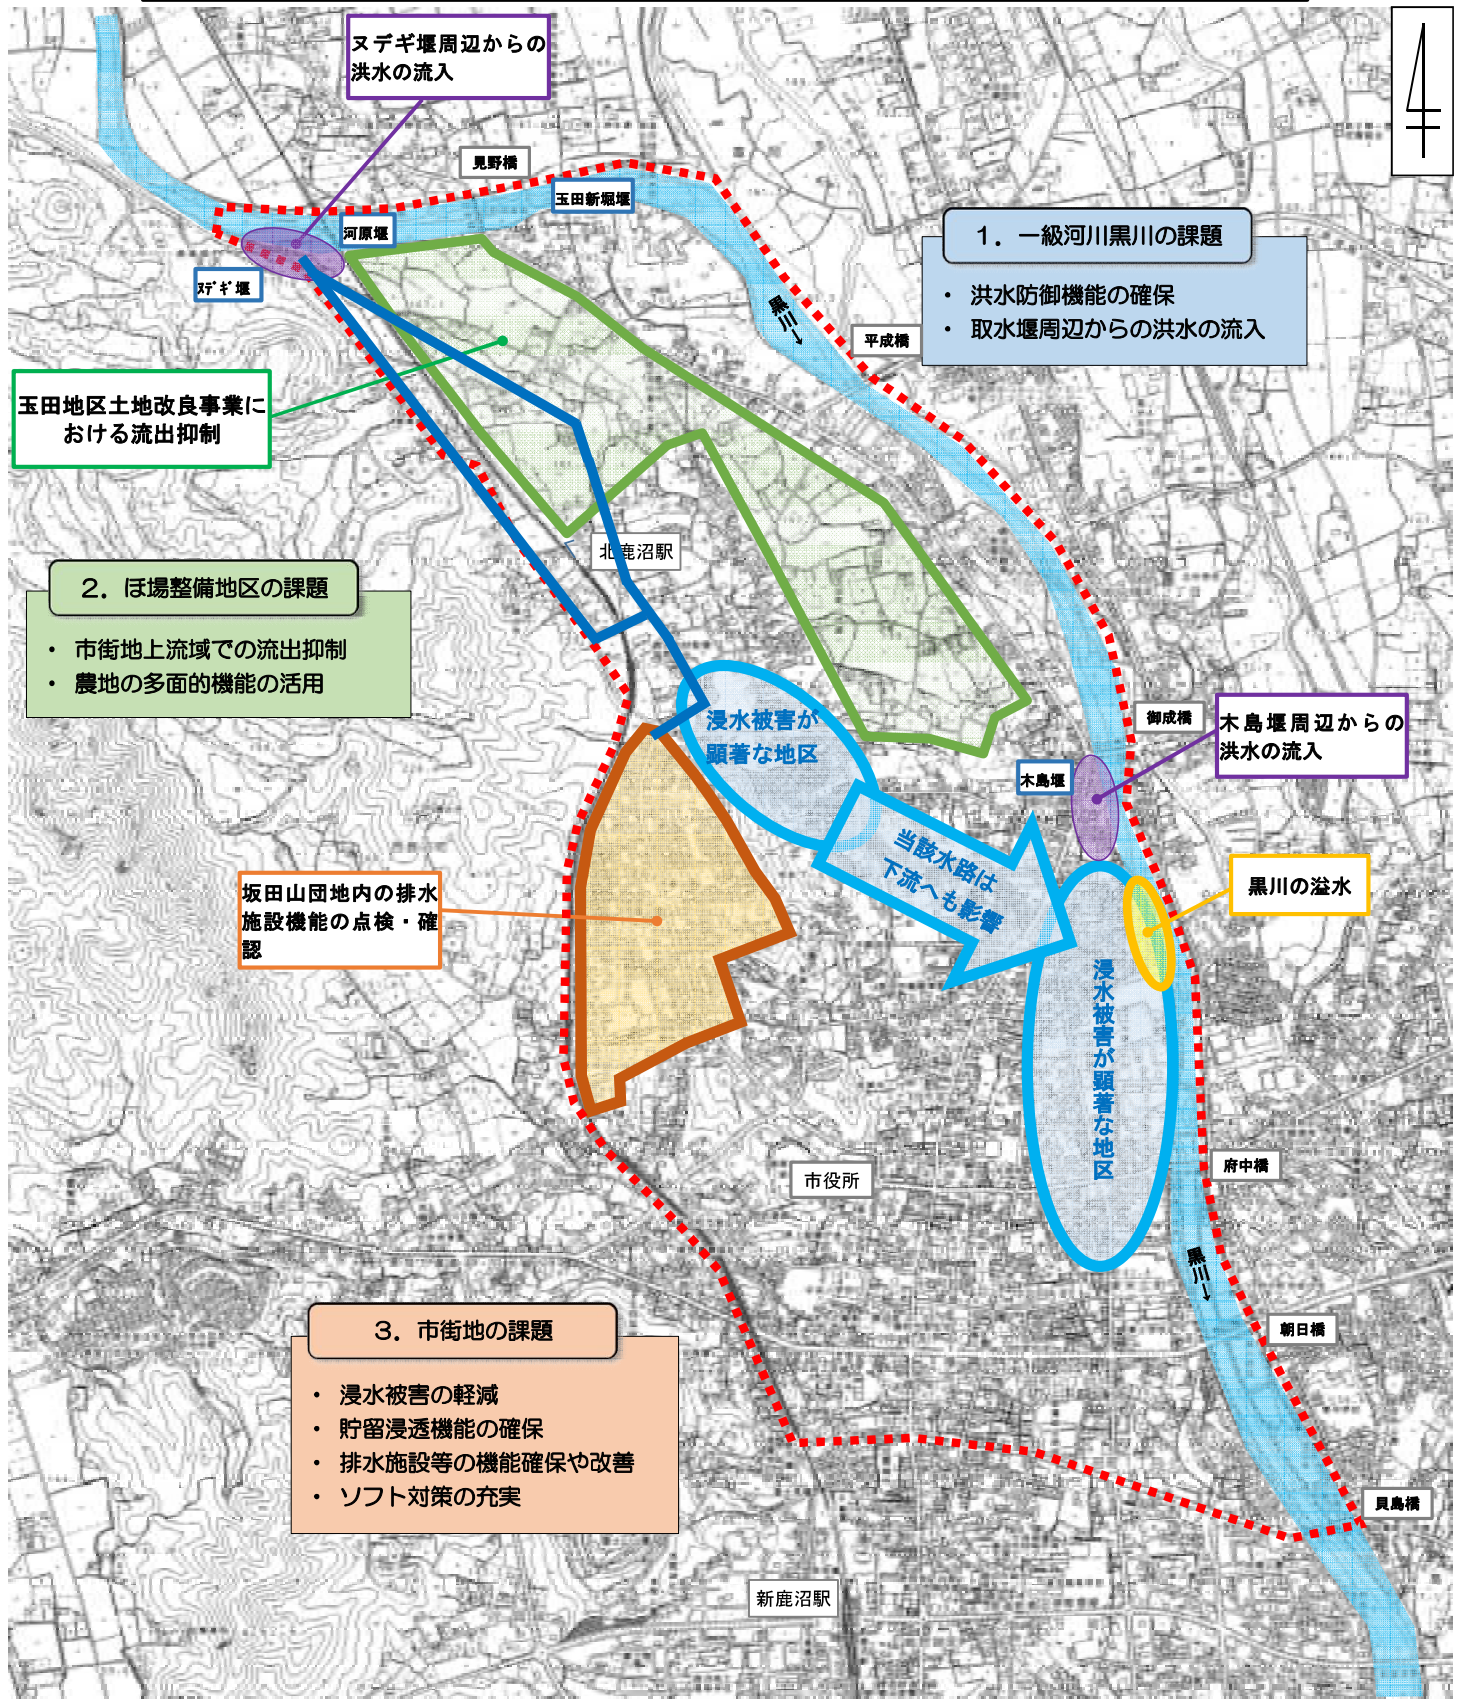 ヌデギ堰周辺からの
洪水の流入
見野橋
玉田新堀堰
河原堰
ヌデギ堰
1．一級河川黒川の課題
・ 洪水防御機能の確保
・ 取水堰周辺からの洪水の流入
黒川→
平成橋
玉田地区土地改良事業に
おける流出抑制
北鹿沼駅
2．ほ場整備地区の課題
・ 市街地上流域での流出抑制
・ 農地の多面的機能の活用
浸水被害が
顕著な地区
御成橋
木島堰周辺からの
洪水の流入
木島堰
当該水路は
下流へも影響
黒川の溢水
坂田山団地内の排水
施設機能の点検・確
認
浸水被害が顕著な地区
府中橋
市役所
黒川→
朝日橋
3．市街地の課題
・ 浸水被害の軽減
・ 貯留浸透機能の確保
・ 排水施設等の機能確保や改善
・ ソフト対策の充実
貝島橋
新鹿沼駅